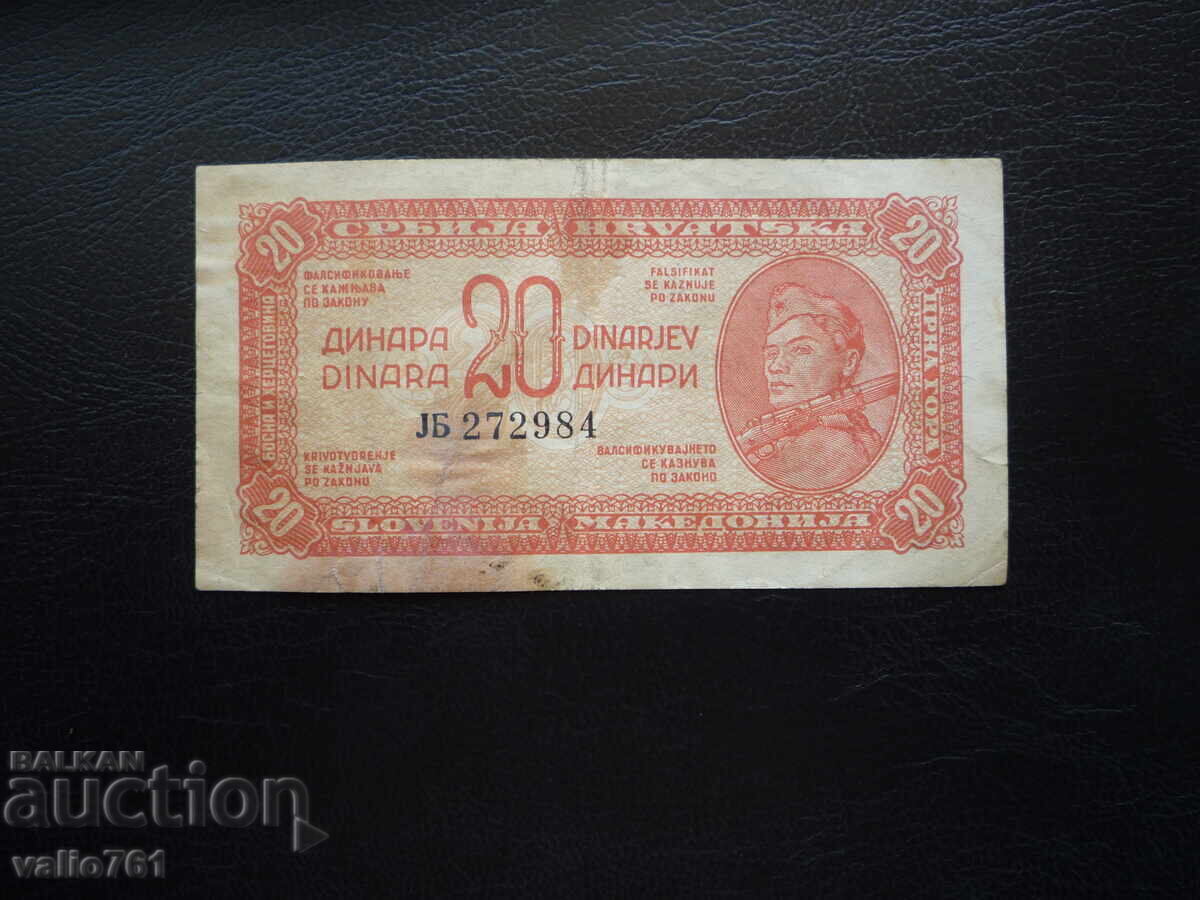 СРБИЈА HRVATSKA
20
20
ФАЛСИФИКОВАЊЕ
СЕ КАЖЊАВА
ПО ЗАКОНУ
FALSIFIKAT
SE KAZNUJE
PO ZAKONU
БОСНА И ХЕРЦЕГОВИНА
ЦРНА ГОРА
20
ДИНАРА DINARJEV
DINARA ДИНАРИ
ЈБ 272984
KRIVOTVORENJE
SE KAŽNJAVA
PO ZAKONU
ВАЛСИФИКУВАЈНЕТО
СЕ КАЗНУВА
ПО ЗАКОНО
20
20
SLOVENIJA МАКЕДОНИЈА
BALKAN
auction
valio761